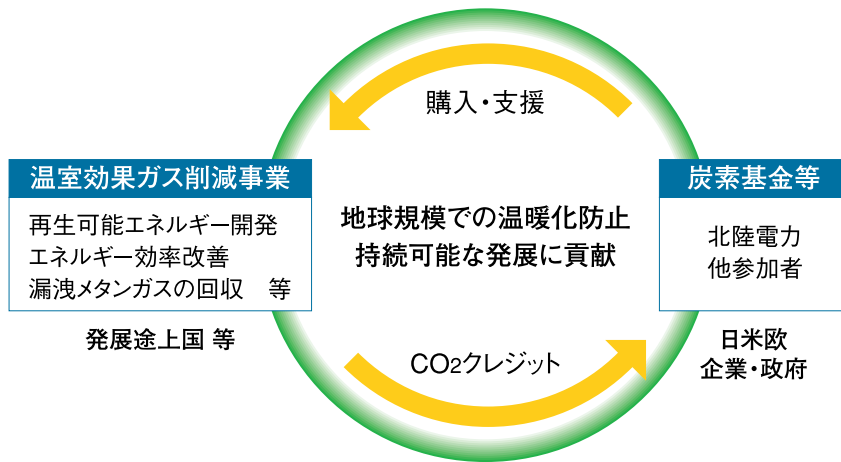 購入・支援
温室効果ガス削減事業
再生可能エネルギー開発
エネルギー効率改善
漏洩メタンガスの回収　等
発展途上国 等
地球規模での温暖化防止
持続可能な発展に貢献
炭素基金等
北陸電力
他参加者
日米欧
企業・政府
CO2クレジット